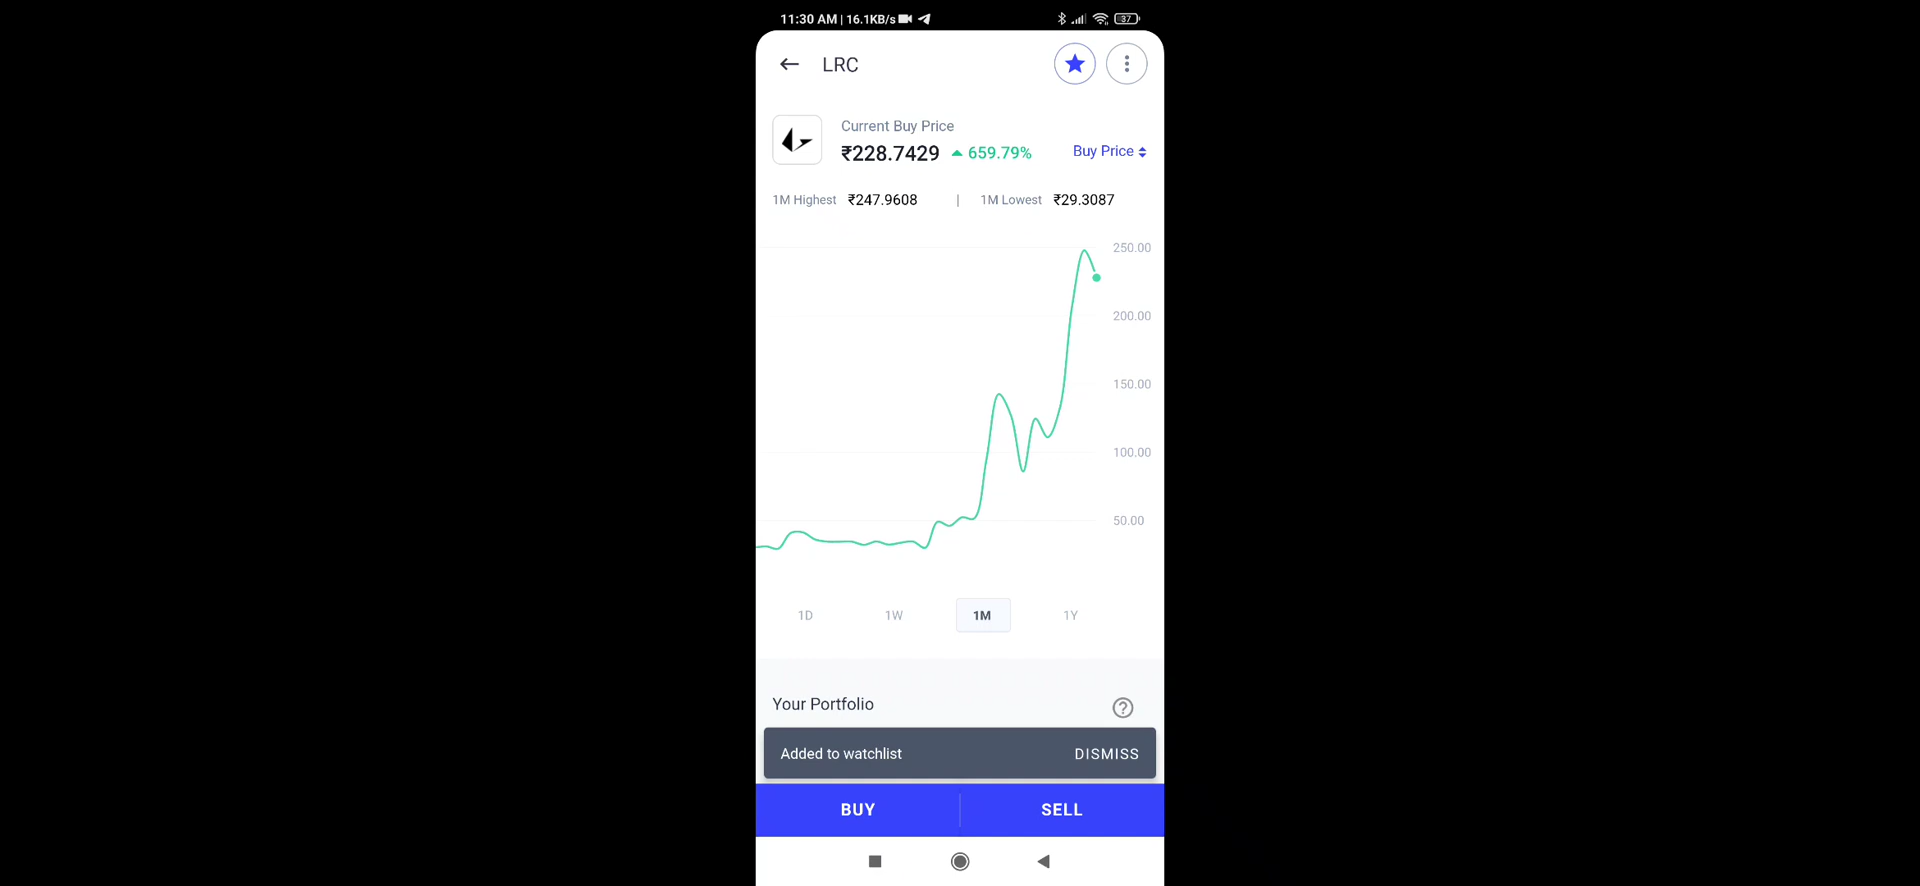 11:30 AM | 16.1KB/s 37
LRC
Current Buy Price
₹228.7429 659.79% Buy Price
1M Highest ₹247.9608 | 1M Lowest ₹29.3087
250.00
200.00
150.00
100.00
50.00
1D 1W 1M 1Y
Your Portfolio
Added to watchlist DISMISS
BUY SELL